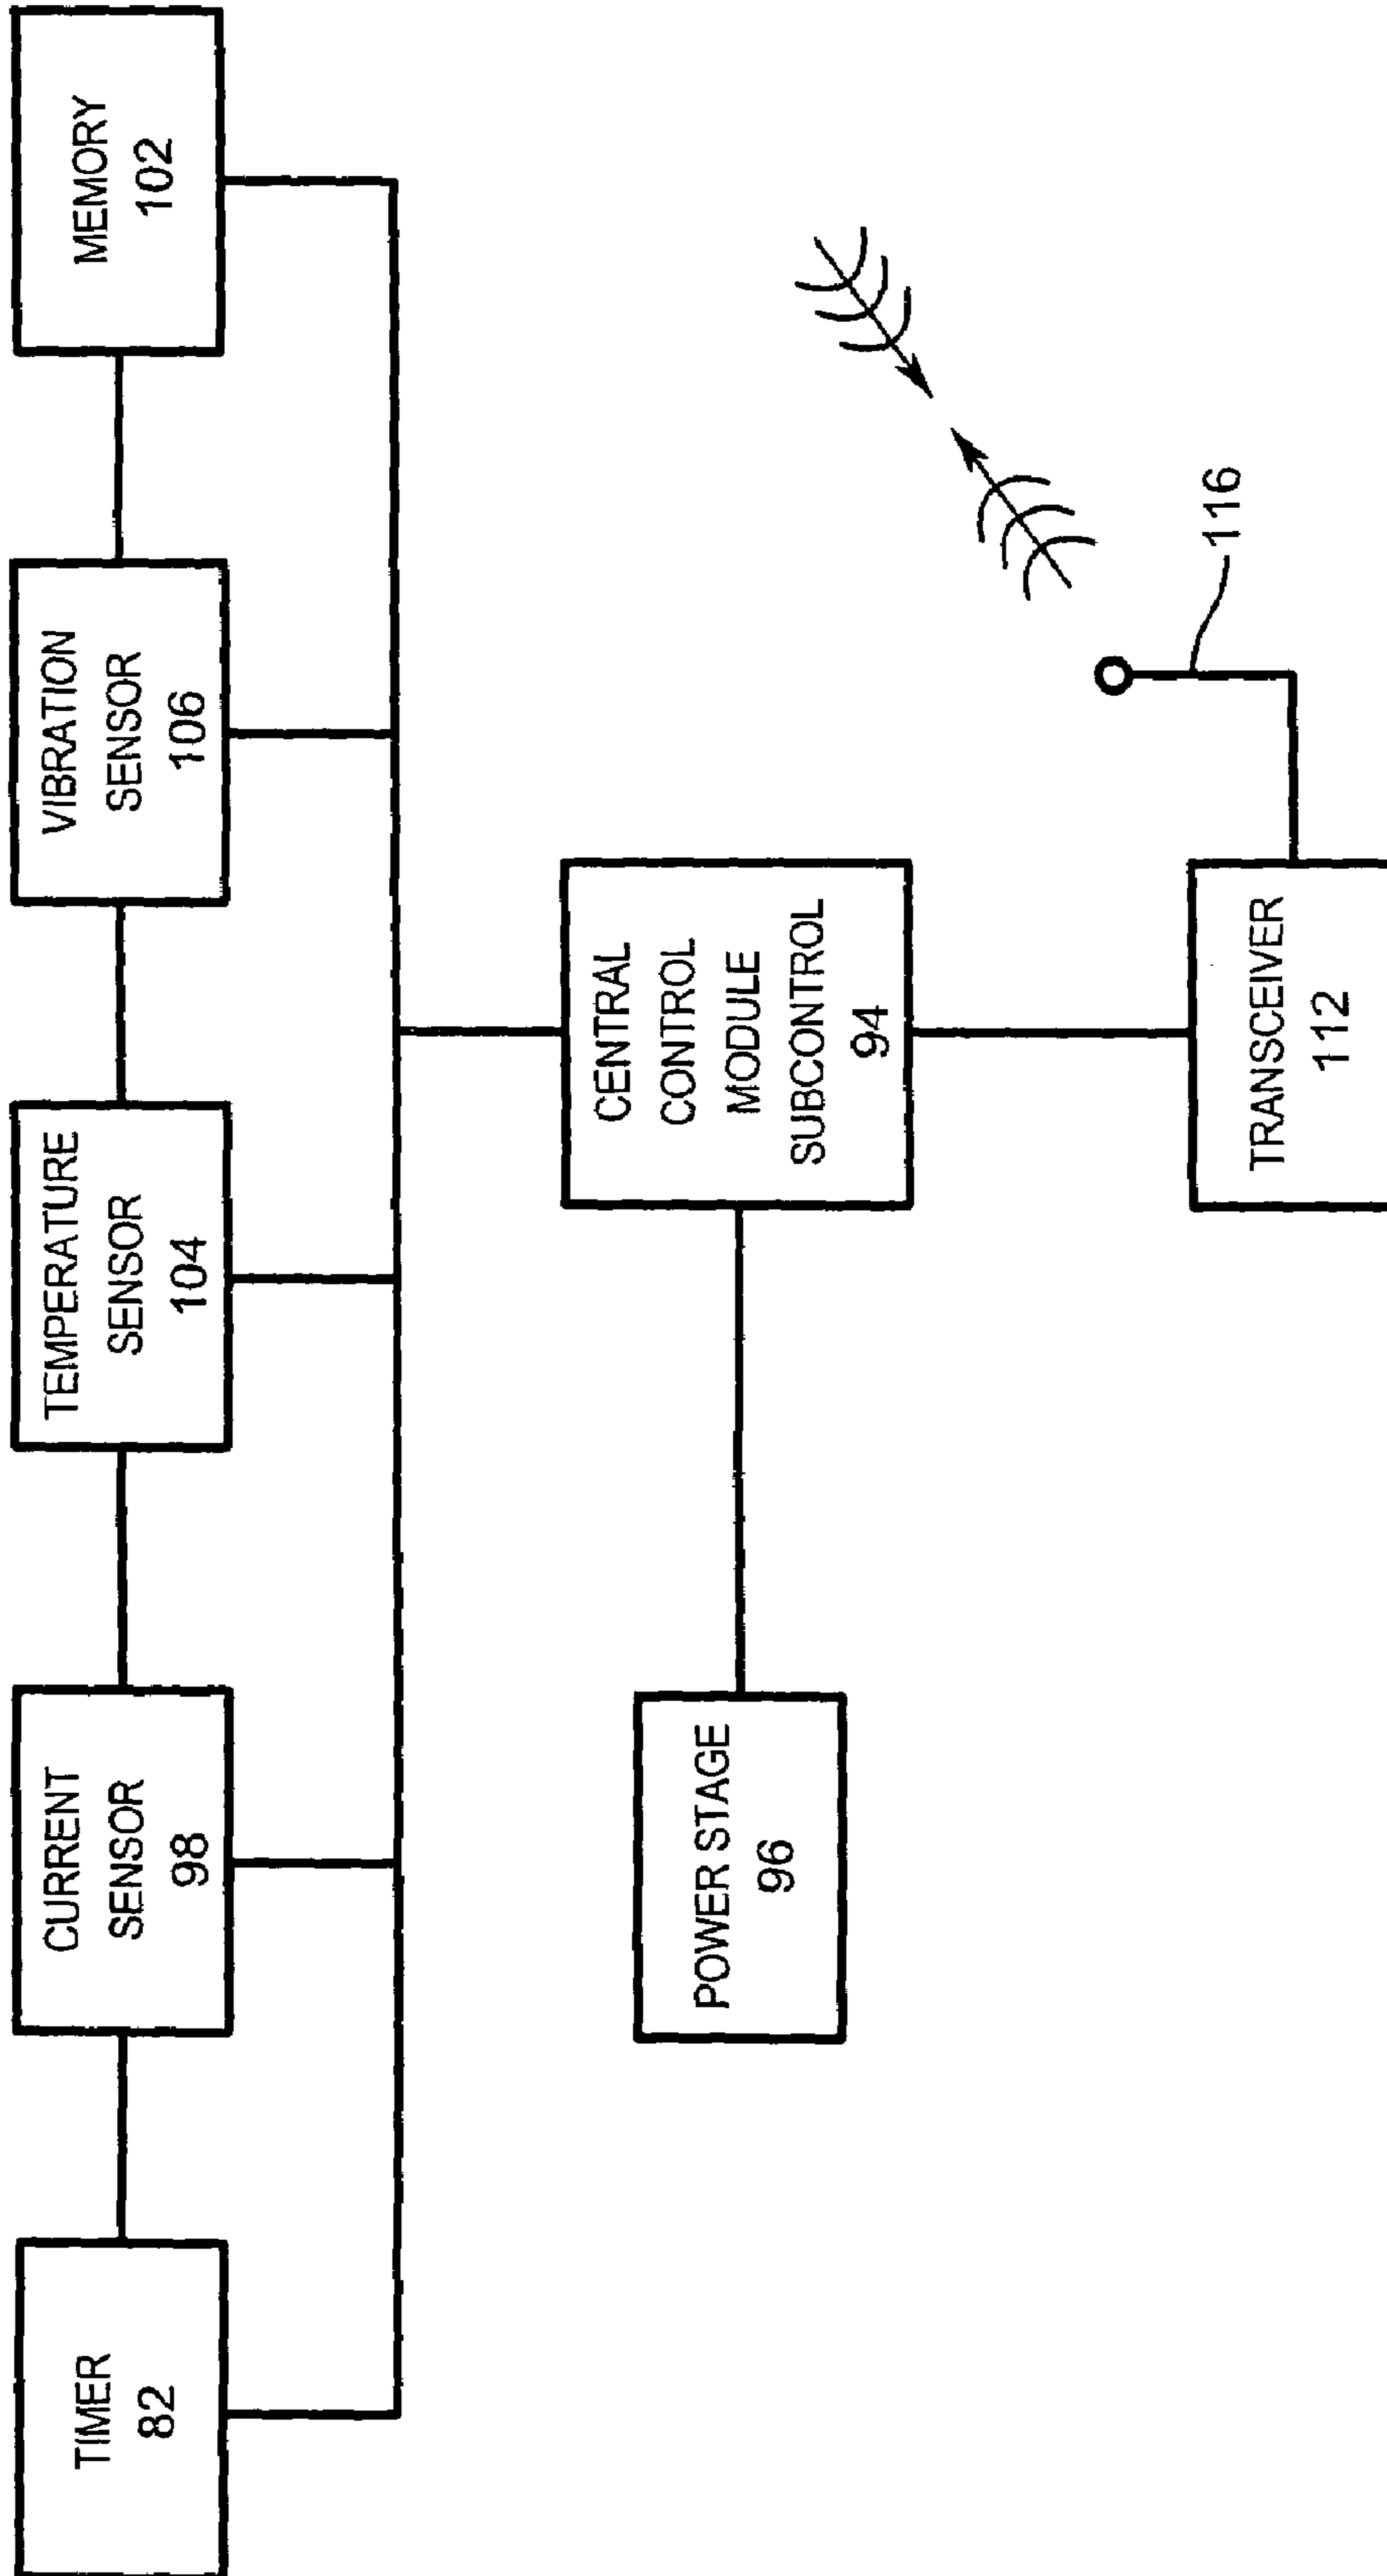 TIMER
82
CURRENT
SENSOR
98
TEMPERATURE
SENSOR
104
VIBRATION
SENSOR
106
MEMORY
102
POWER STAGE
96
CENTRAL
CONTROL
MODULE
SUBCONTROL
94
TRANSCEIVER
112
116